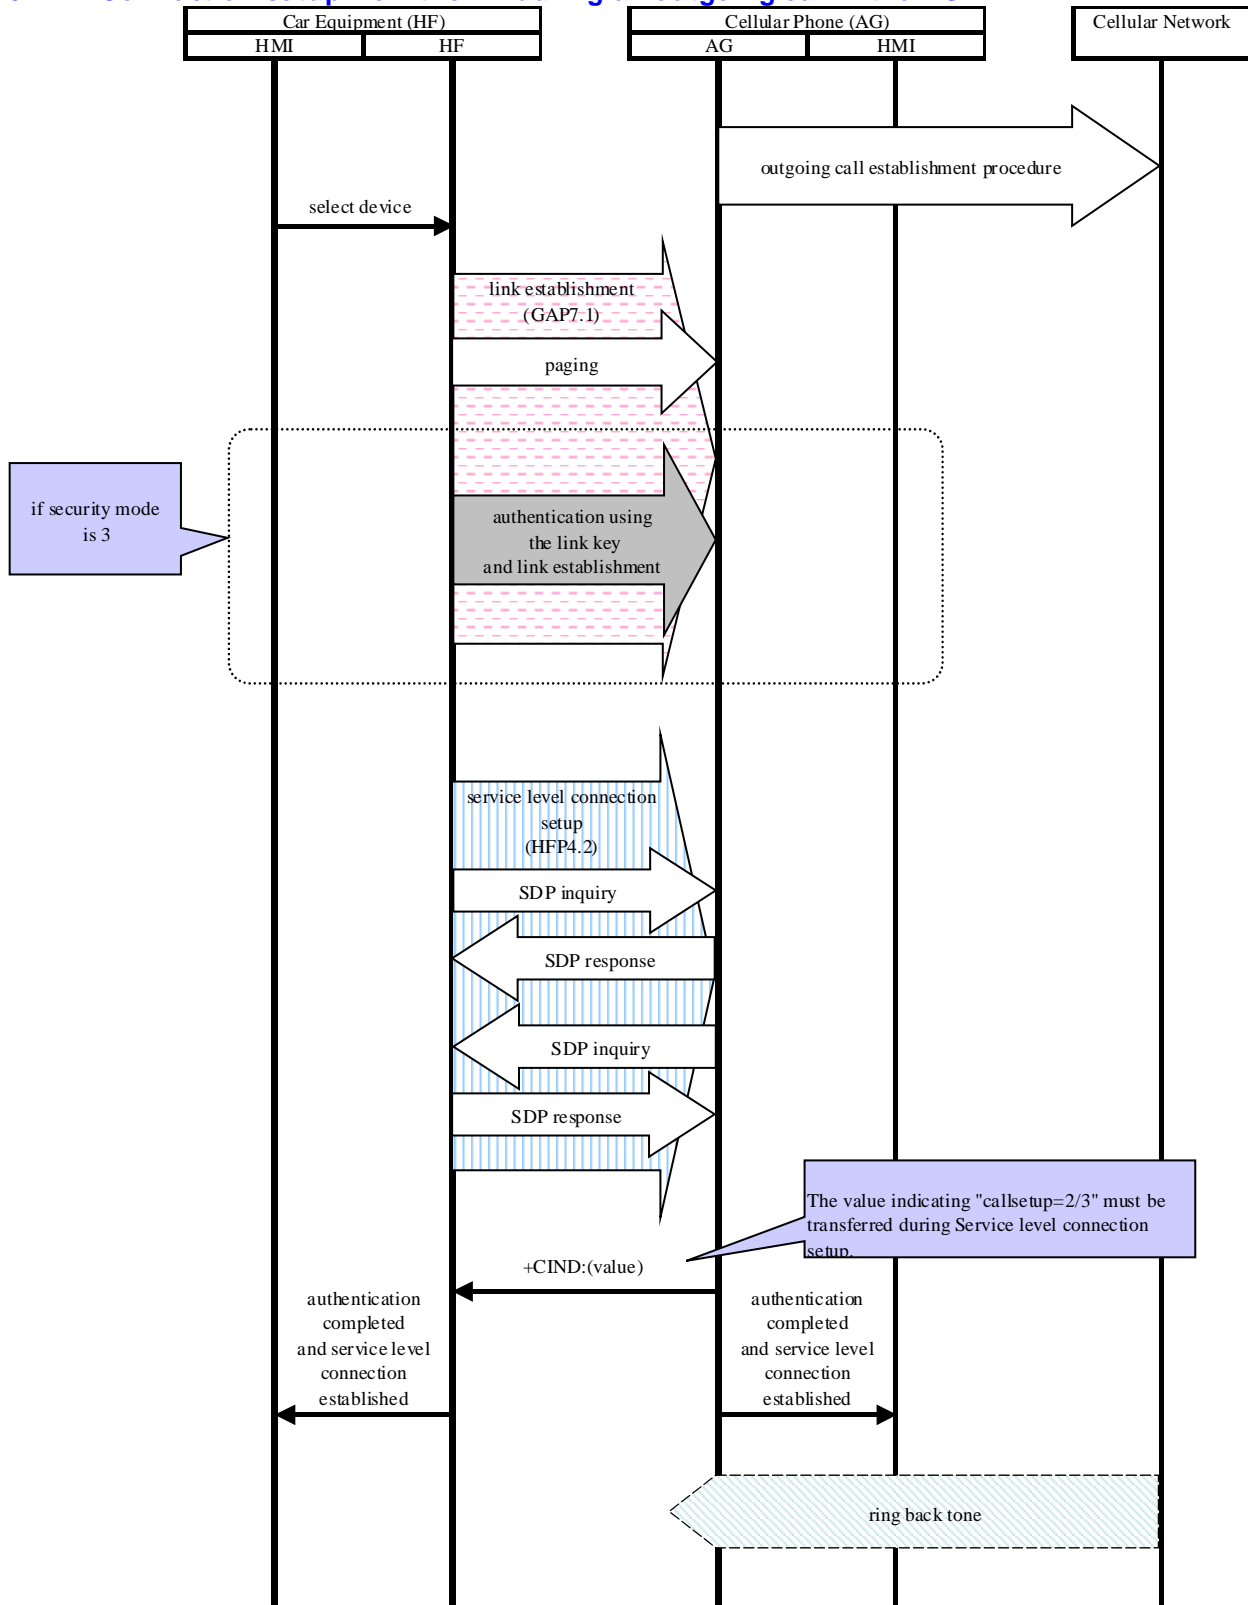 Car Equipment (HF)
Cellular Phone (AG)
Cellular Network
HMI
HF
AG
HMI
outgoing call establishment procedure
select device
link establishment
(GAP7.1)
paging
if security mode
is 3
authentication using
the link key
and link establishment
service level connection
setup
(HFP4.2)
SDP inquiry
SDP response
SDP inquiry
SDP response
The value indicating "callsetup=2/3" must be
transferred during Service level connection
setup.
+CIND:(value)
authentication
completed
and service level
connection
established
authentication
completed
and service level
connection
established
ring back tone